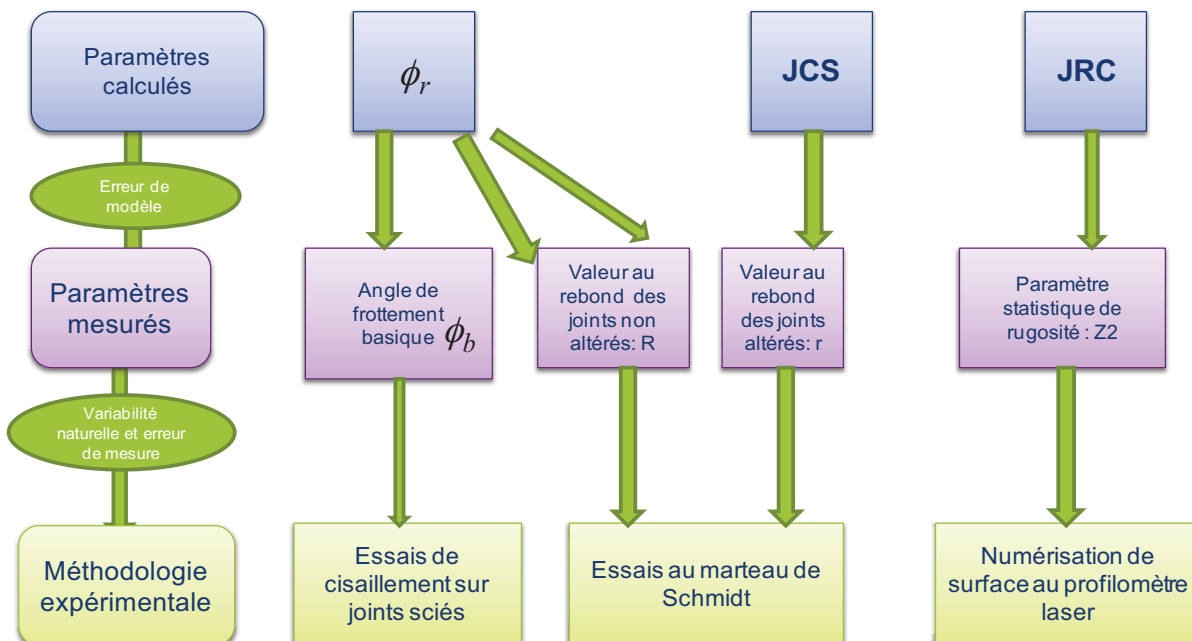 Paramètres
calculés
ϕr
JCS
JRC
Erreur de
modèle
Paramètres
mesurés
Angle de
frottement
basique ϕb
Valeur au
rebond des
joints non
altérés: R
Valeur au
rebond
des joints
altérés: r
Paramètre
statistique de
rugosité : Z2
Variabilité
naturelle et erreur
de mesure
Méthodologie
expérimentale
Essais de
cisaillement sur
joints sciés
Essais au marteau de
Schmidt
Numérisation de
surface au profilomètre
laser